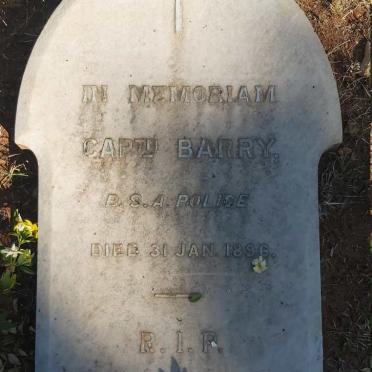 IN MEMORIAM
CAPTN BARRY.
B.S.A. POLICE
DIED 31 JAN. 1896.
R.I.P.